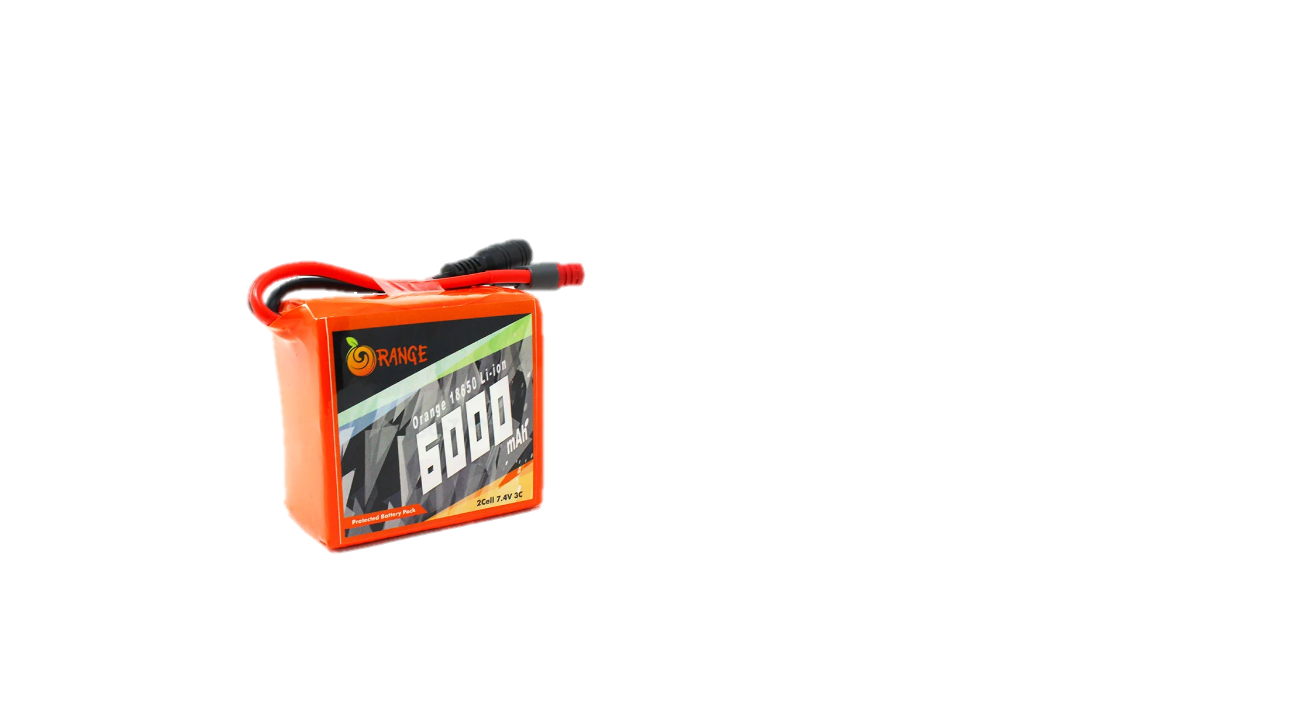 ORANGE
Orange 18650 Li-ion
6000
mAh
2Cell 7.4V 3C
Protected Battery Pack